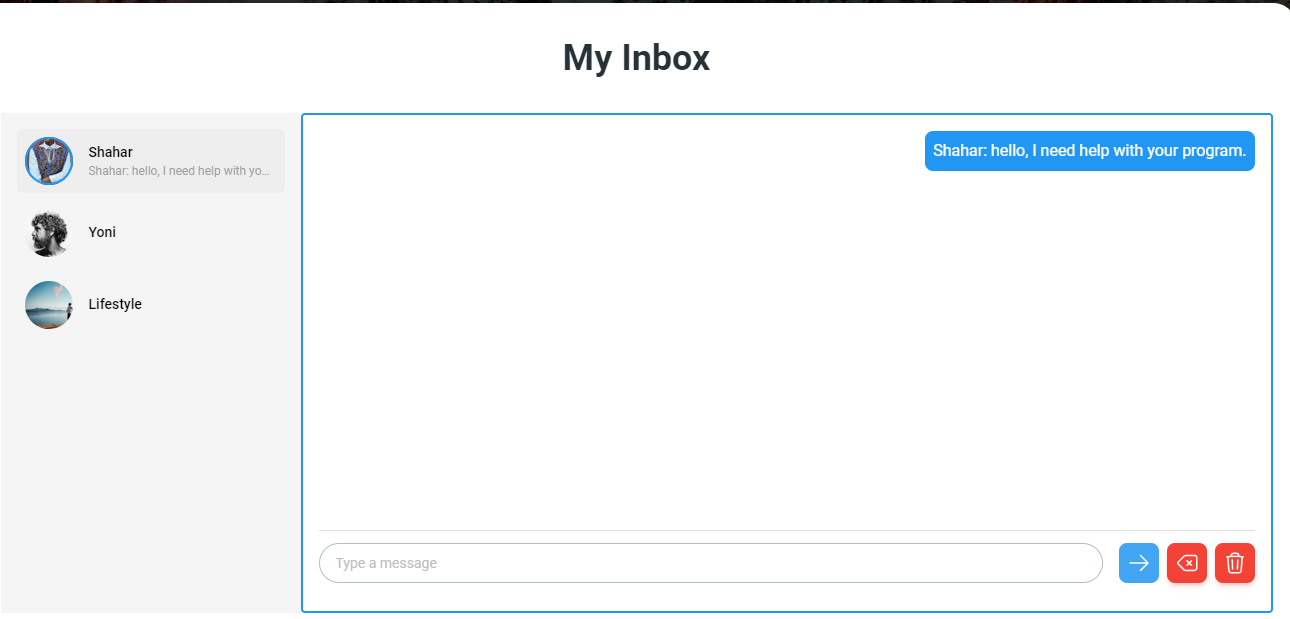 My Inbox
Shahar
Shahar: hello, I need help with yo...
Yoni
Lifestyle
Shahar: hello, I need help with your program.
Type a message